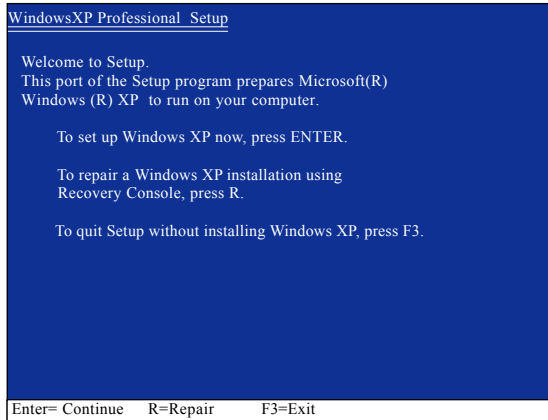 WindowsXP Professional Setup
Welcome to Setup.
This port of the Setup program prepares Microsoft(R)
Windows (R) XP to run on your computer.
To set up Windows XP now, press ENTER.
To repair a Windows XP installation using
Recovery Console, press R.
To quit Setup without installing Windows XP, press F3.
Enter= Continue R=Repair F3=Exit